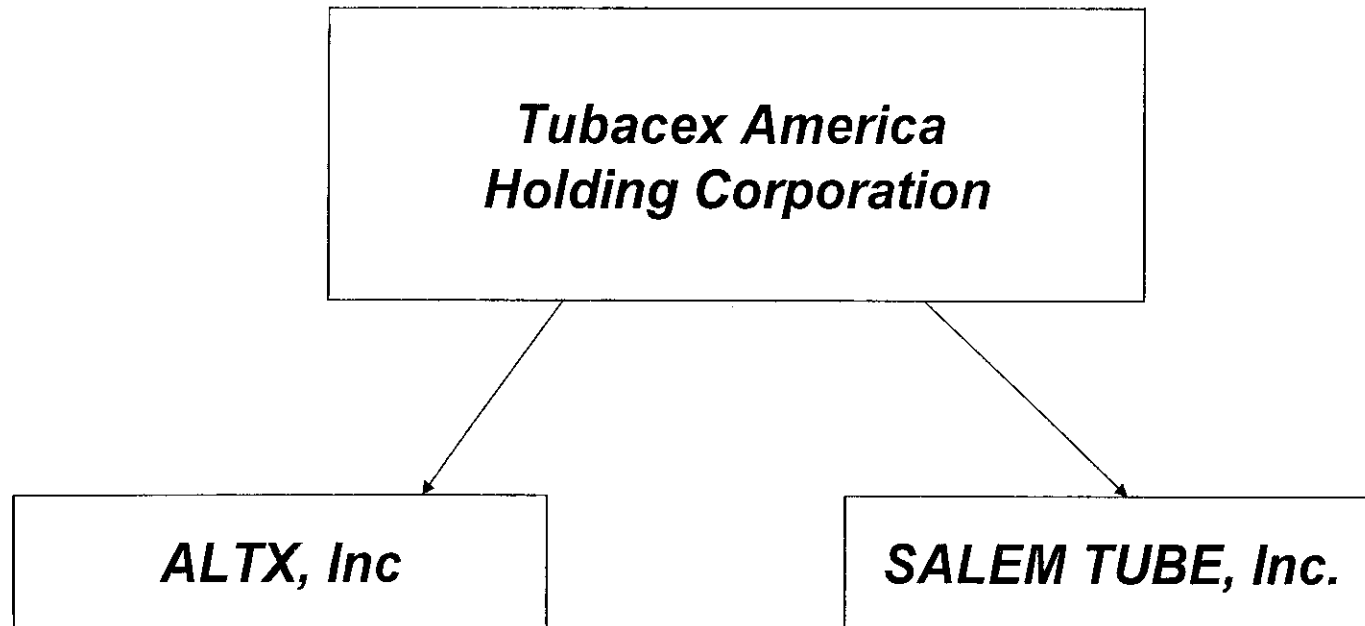 Tubacex America
Holding Corporation
ALTX, Inc
SALEM TUBE, Inc.